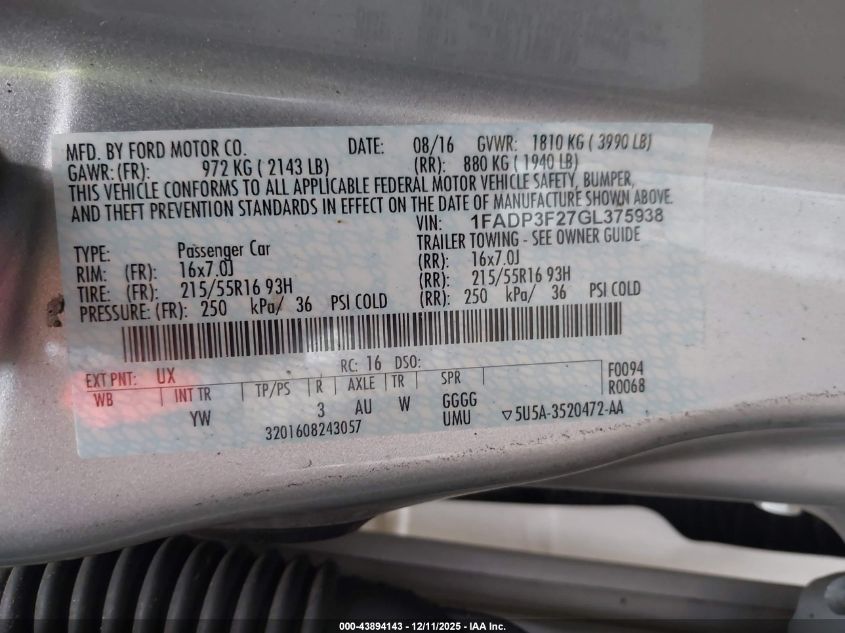 MFD. BY FORD MOTOR CO. DATE: 08/16 GVWR: 1810 KG ( 3990 LB)
GAWR: (FR): 972 KG ( 2143 LB) (RR): 880 KG ( 1940 LB)
THIS VEHICLE CONFORMS TO ALL APPLICABLE FEDERAL MOTOR VEHICLE SAFETY, BUMPER,
AND THEFT PREVENTION STANDARDS IN EFFECT ON THE DATE OF MANUFACTURE SHOWN ABOVE.
VIN: 1FADP3F27GL375938
TYPE: Passenger Car TRAILER TOWING - SEE OWNER GUIDE
RIM: (FR): 16x7.0J (RR): 16x7.0J
TIRE: (FR): 215/55R16 93H (RR): 215/55R16 93H
PRESSURE: (FR): 250 kPa/ 36 PSI COLD (RR): 250 kPa/ 36 PSI COLD
RC: 16 DSO:
EXT PNT: UX F0094
WB INT TR TP/PS R AXLE TR SPR R0068
YW 3 AU W GGGG
UMU ▽5U5A-3520472-AA
3201608243057
000-43894143 - 12/11/2025 - IAA Inc.